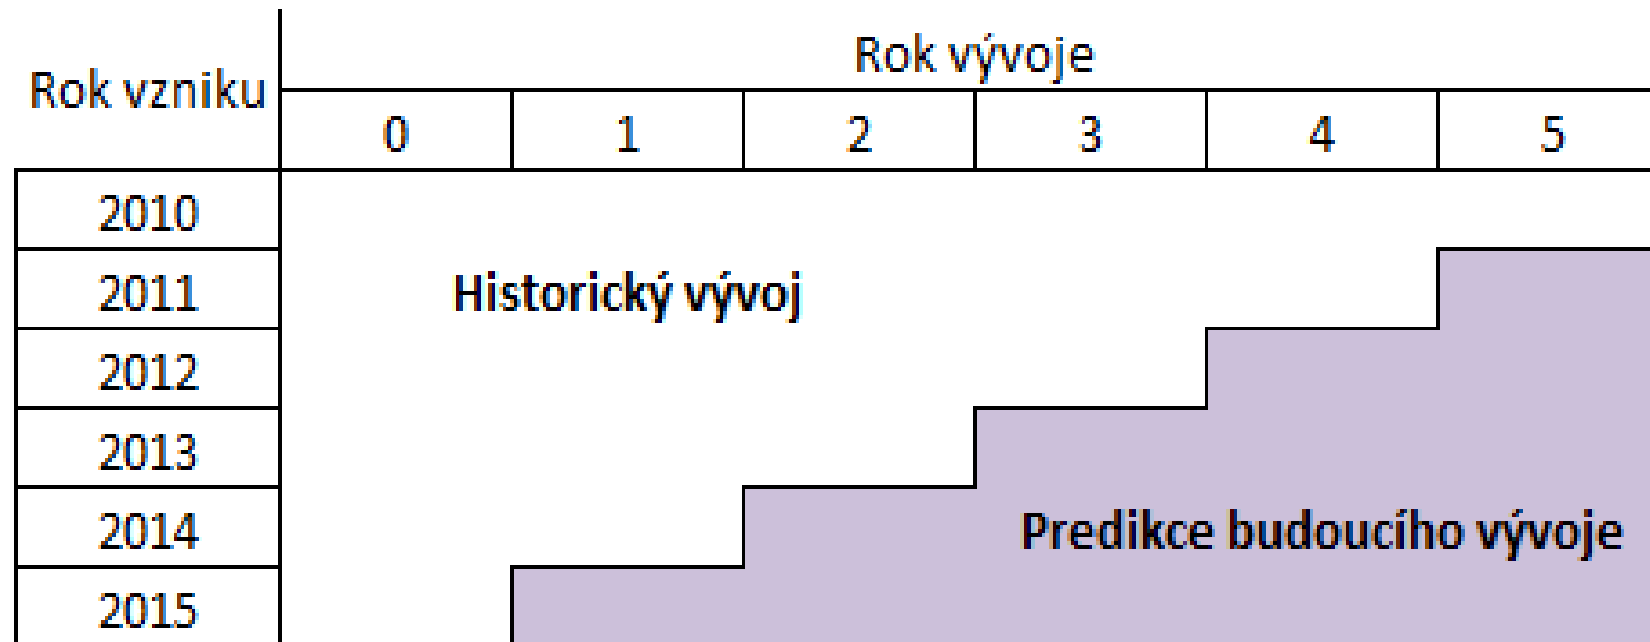 Rok vývoje
Rok vzniku
0 1 2 3 4 5
2010
2011
Historický vývoj
2012
2013
2014
Predikce budoucího vývoje
2015